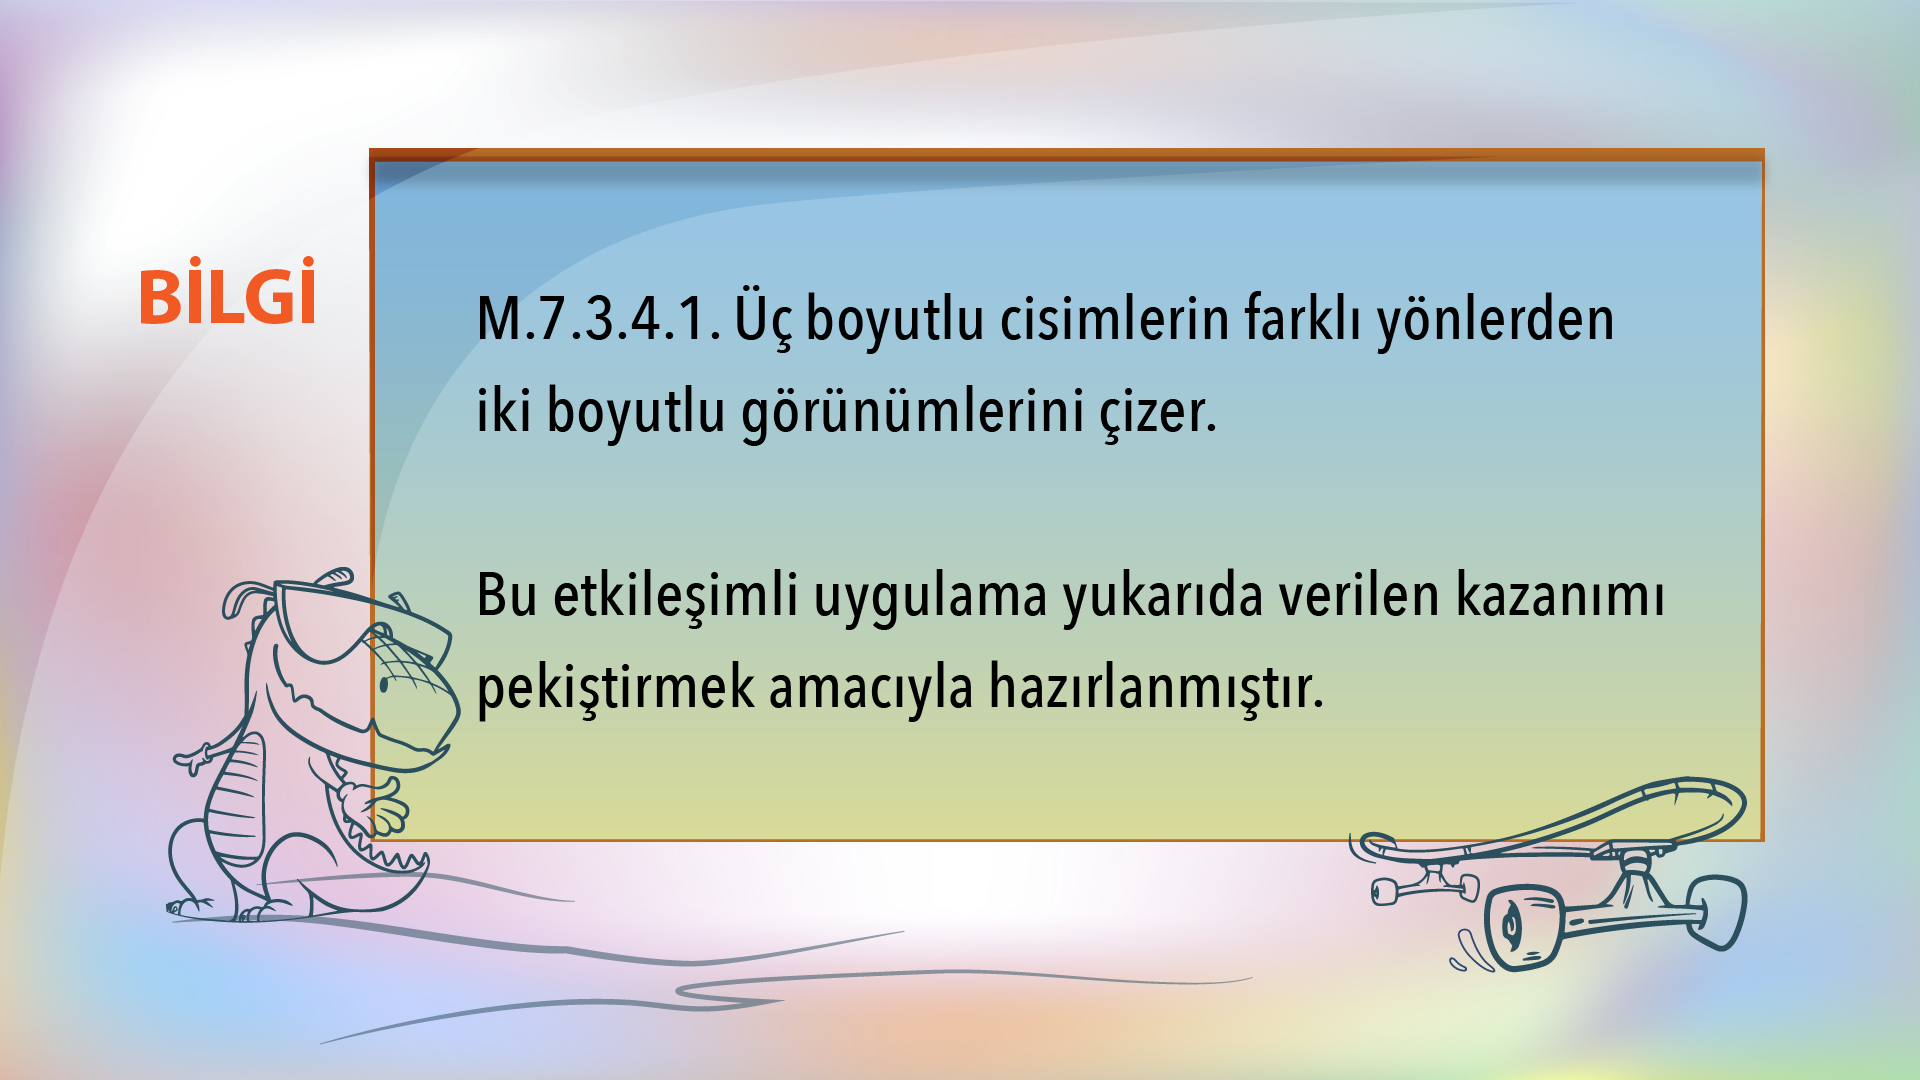 BİLGİ
M.7.3.4.1. Üç boyutlu cisimlerin farklı yönlerden
iki boyutlu görünümlerini çizer.
Bu etkileşimli uygulama yukarıda verilen kazanımı
pekiştirmek amacıyla hazırlanmıştır.